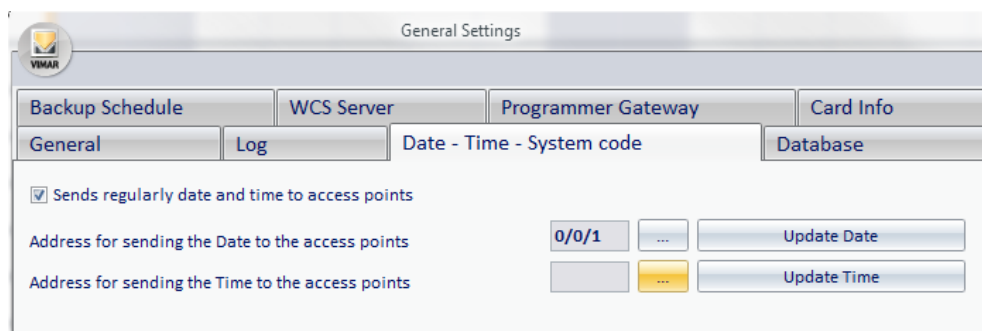 General Settings
VIMAR
Backup Schedule WCS Server Programmer Gateway Card Info
General Log Date - Time - System code Database
Sends regularly date and time to access points
Address for sending the Date to the access points 0/0/1 ... Update Date
Address for sending the Time to the access points ... Update Time